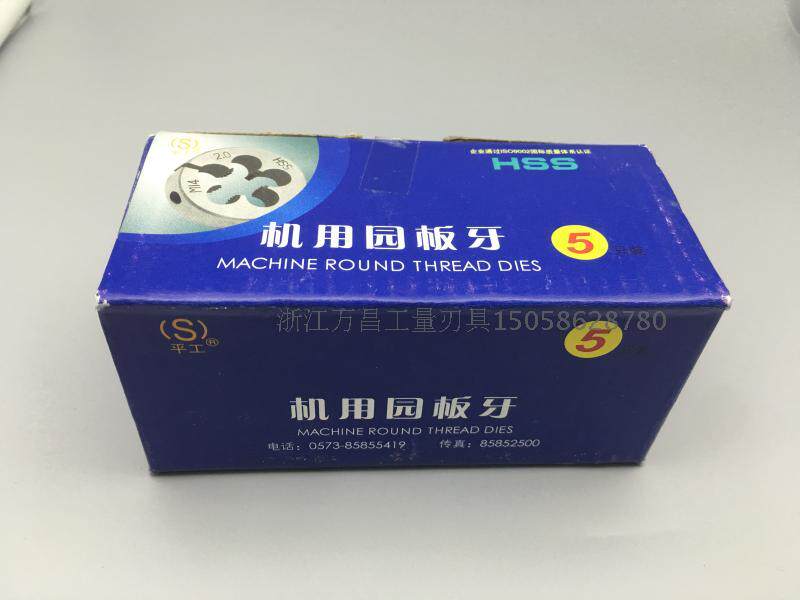 (S)
平工
M14
2.0
HSS
企业通过ISO9002国际质量体系认证
HSS
机用园板牙
5
MACHINE ROUND THREAD DIES
浙江方昌工量刃具15058628780
(S)
平工®
5
机用园板牙
MACHINE ROUND THREAD DIES
电话：0573-85855419 传真：85852500